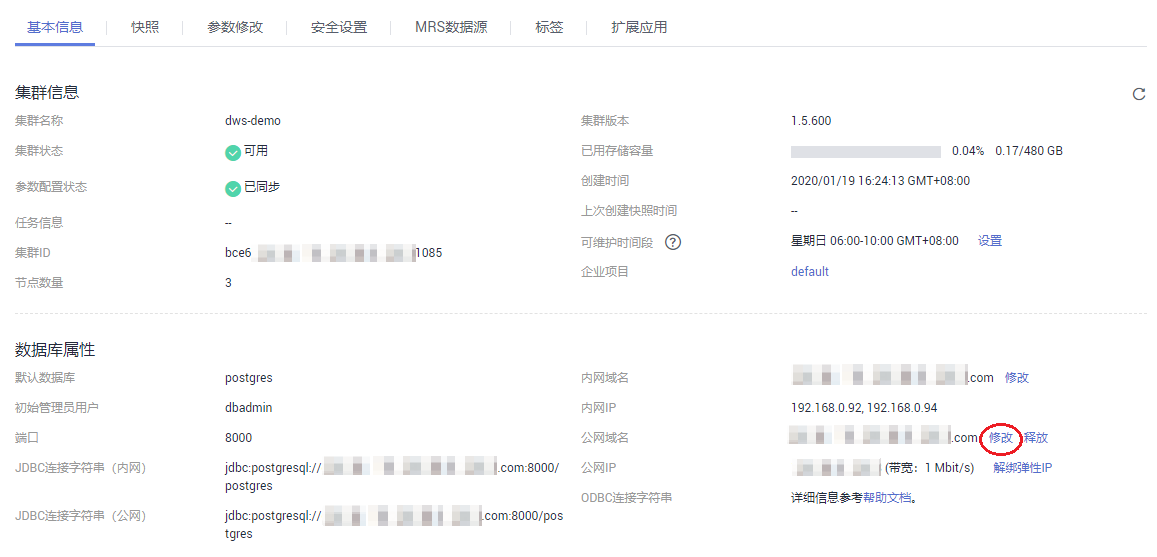 基本信息 快照 参数修改 安全设置 MRS数据源 标签 扩展应用
集群信息
集群名称 dws-demo
集群状态 可用
参数配置状态 已同步
任务信息 --
集群ID bce6 1085
节点数量 3
集群版本 1.5.600
已用存储容量 0.04% 0.17/480 GB
创建时间 2020/01/19 16:24:13 GMT+08:00
上次创建快照时间 --
可维护时间段 ? 星期日 06:00-10:00 GMT+08:00 设置
企业项目 default
数据库属性
默认数据库 postgres
初始管理员用户 dbadmin
端口 8000
JDBC连接字符串（内网） jdbc:postgresql:// .com:8000/
postgres
JDBC连接字符串（公网） jdbc:postgresql:// .com:8000/pos
tgres
内网域名 .com 修改
内网IP 192.168.0.92, 192.168.0.94
公网域名 .com 修改 释放
公网IP (带宽：1 Mbit/s) 解绑弹性IP
ODBC连接字符串 详细信息参考帮助文档。